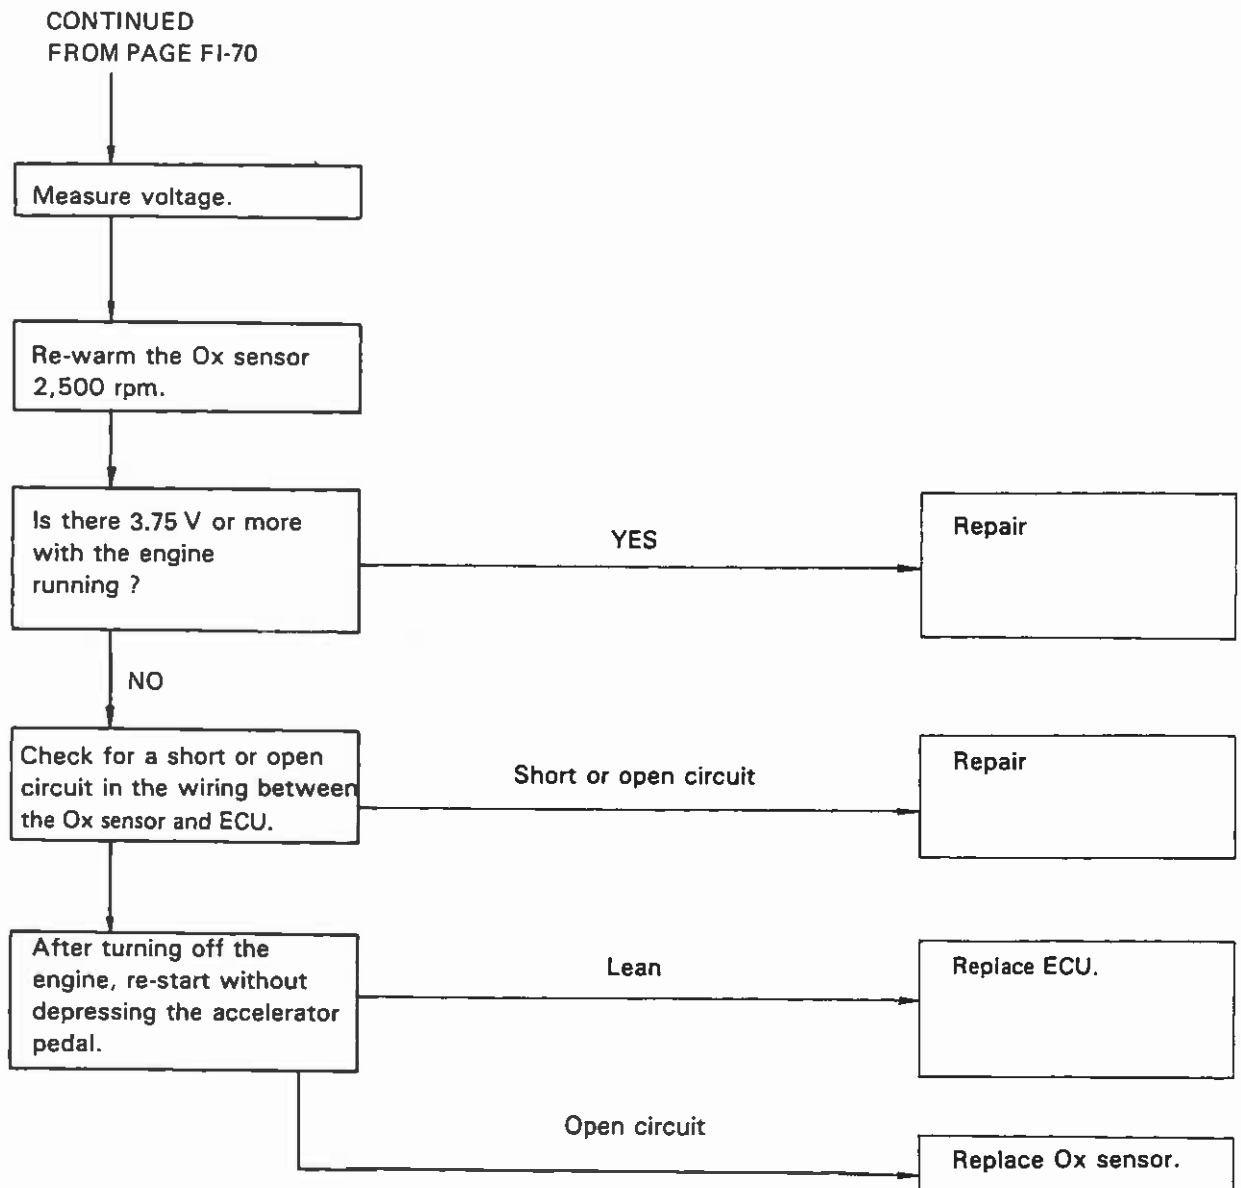 CONTINUED
FROM PAGE FI-70
Measure voltage.
Re-warm the Ox sensor
2,500 rpm.
Is there 3.75 V or more
with the engine
running ?
YES
Repair
NO
Check for a short or open
circuit in the wiring between
the Ox sensor and ECU.
Short or open circuit
Repair
After turning off the
engine, re-start without
depressing the accelerator
pedal.
Lean
Replace ECU.
Open circuit
Replace Ox sensor.